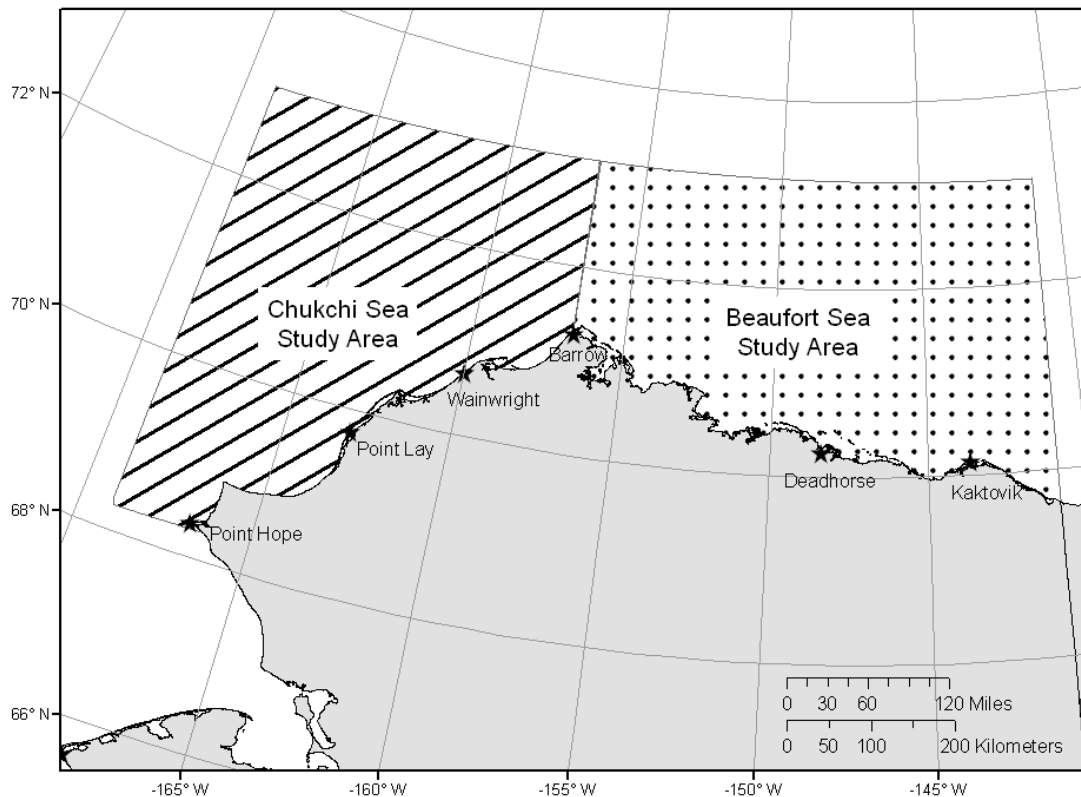 72° N
70° N
68° N
66° N
Chukchi Sea
Study Area
Beaufort Sea
Study Area
Barrow
Wainwright
Point Lay
Point Hope
Deadhorse
Kaktovik
0 30 60 120 Miles
0 50 100 200 Kilometers
-165° W
-160° W
-155° W
-150° W
-145° W